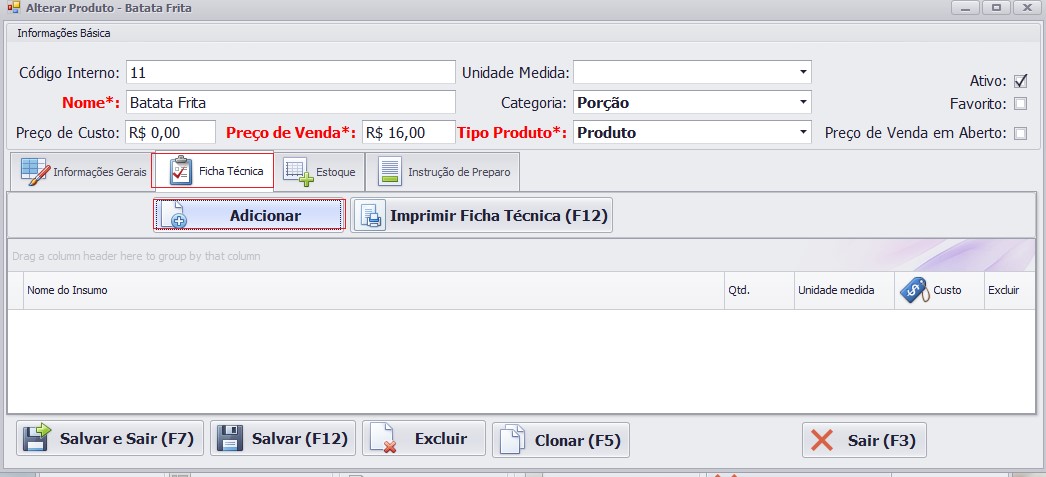 Alterar Produto - Batata Frita
Informações Básica
Código Interno: 11 Unidade Medida: Ativo:
Nome*: Batata Frita Categoria: Porção Favorito:
Preço de Custo: R$ 0,00 Preço de Venda*: R$ 16,00 Tipo Produto*: Produto Preço de Venda em Aberto:
Informações Gerais Ficha Técnica Estoque Instrução de Preparo
Adicionar Imprimir Ficha Técnica (F12)
Drag a column header here to group by that column
Nome do Insumo Qtd. Unidade medida Custo Excluir
Salvar e Sair (F7) Salvar (F12) Excluir Clonar (F5) Sair (F3)